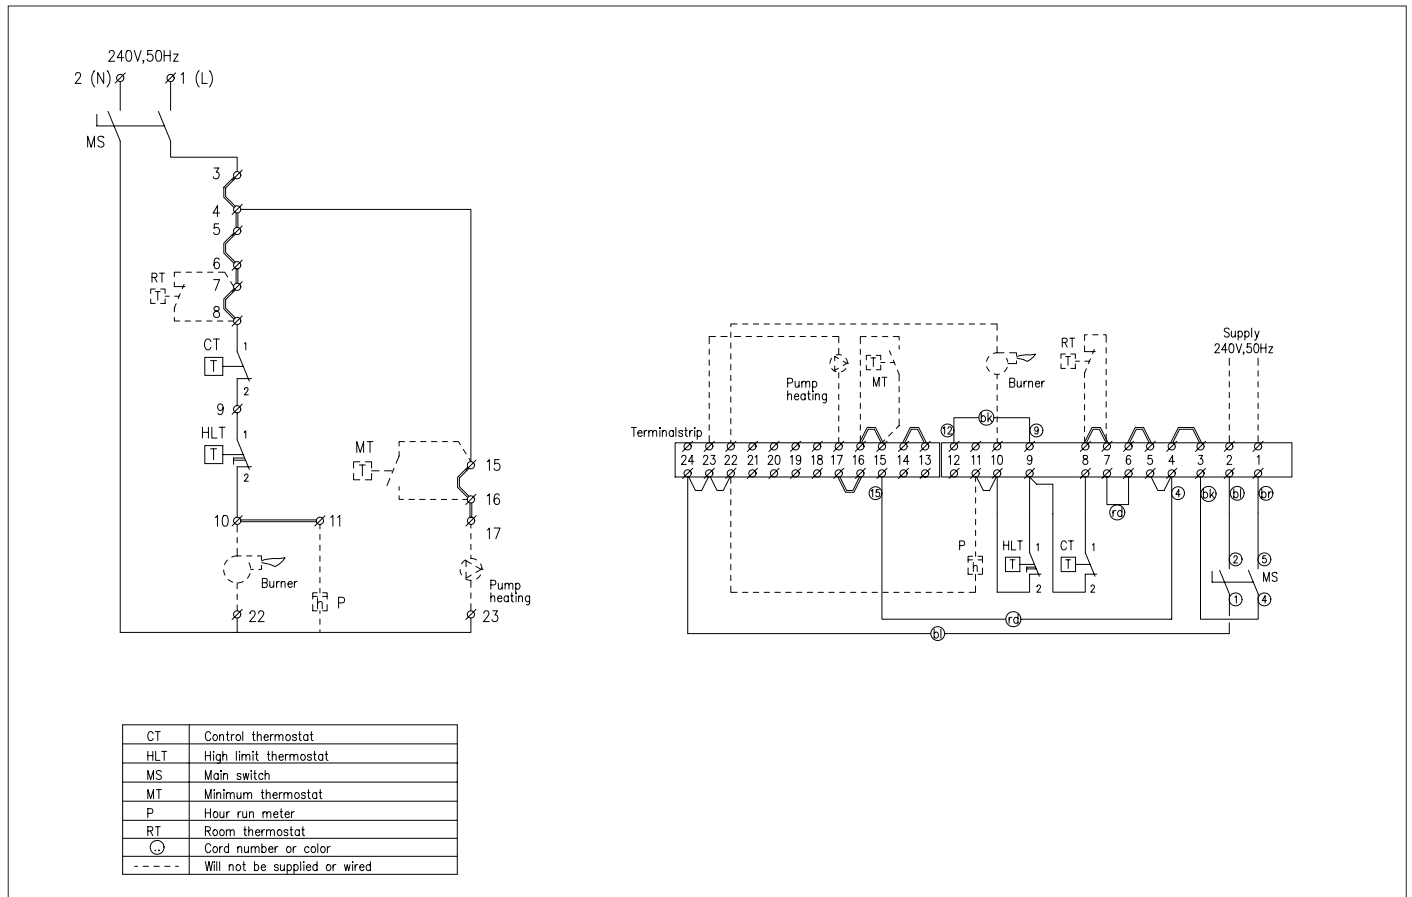 240V,50Hz
2 (N)
1 (L)
MS
3
4
5
6
RT
7
T
8
CT
1
T
2
9
HLT
1
T
2
MT
15
T
16
10
11
17
Burner
Pump
heating
h P
22
23
Supply
240V,50Hz
RT
T
Pump
heating
T
MT
Burner
bk
12
9
Terminalstrip
24 23 22 21 20 19 18 17 16 15 14 13 12 11 10 9 8 7 6 5 4 3 2 1
15
4
bk
bl
br
rd
P
h
HLT
1
T
2
CT
1
T
2
2
5
MS
1
4
rd
bl
CT Control thermostat
HLT High limit thermostat
MS Main switch
MT Minimum thermostat
P Hour run meter
RT Room thermostat
.. Cord number or color
------ Will not be supplied or wired